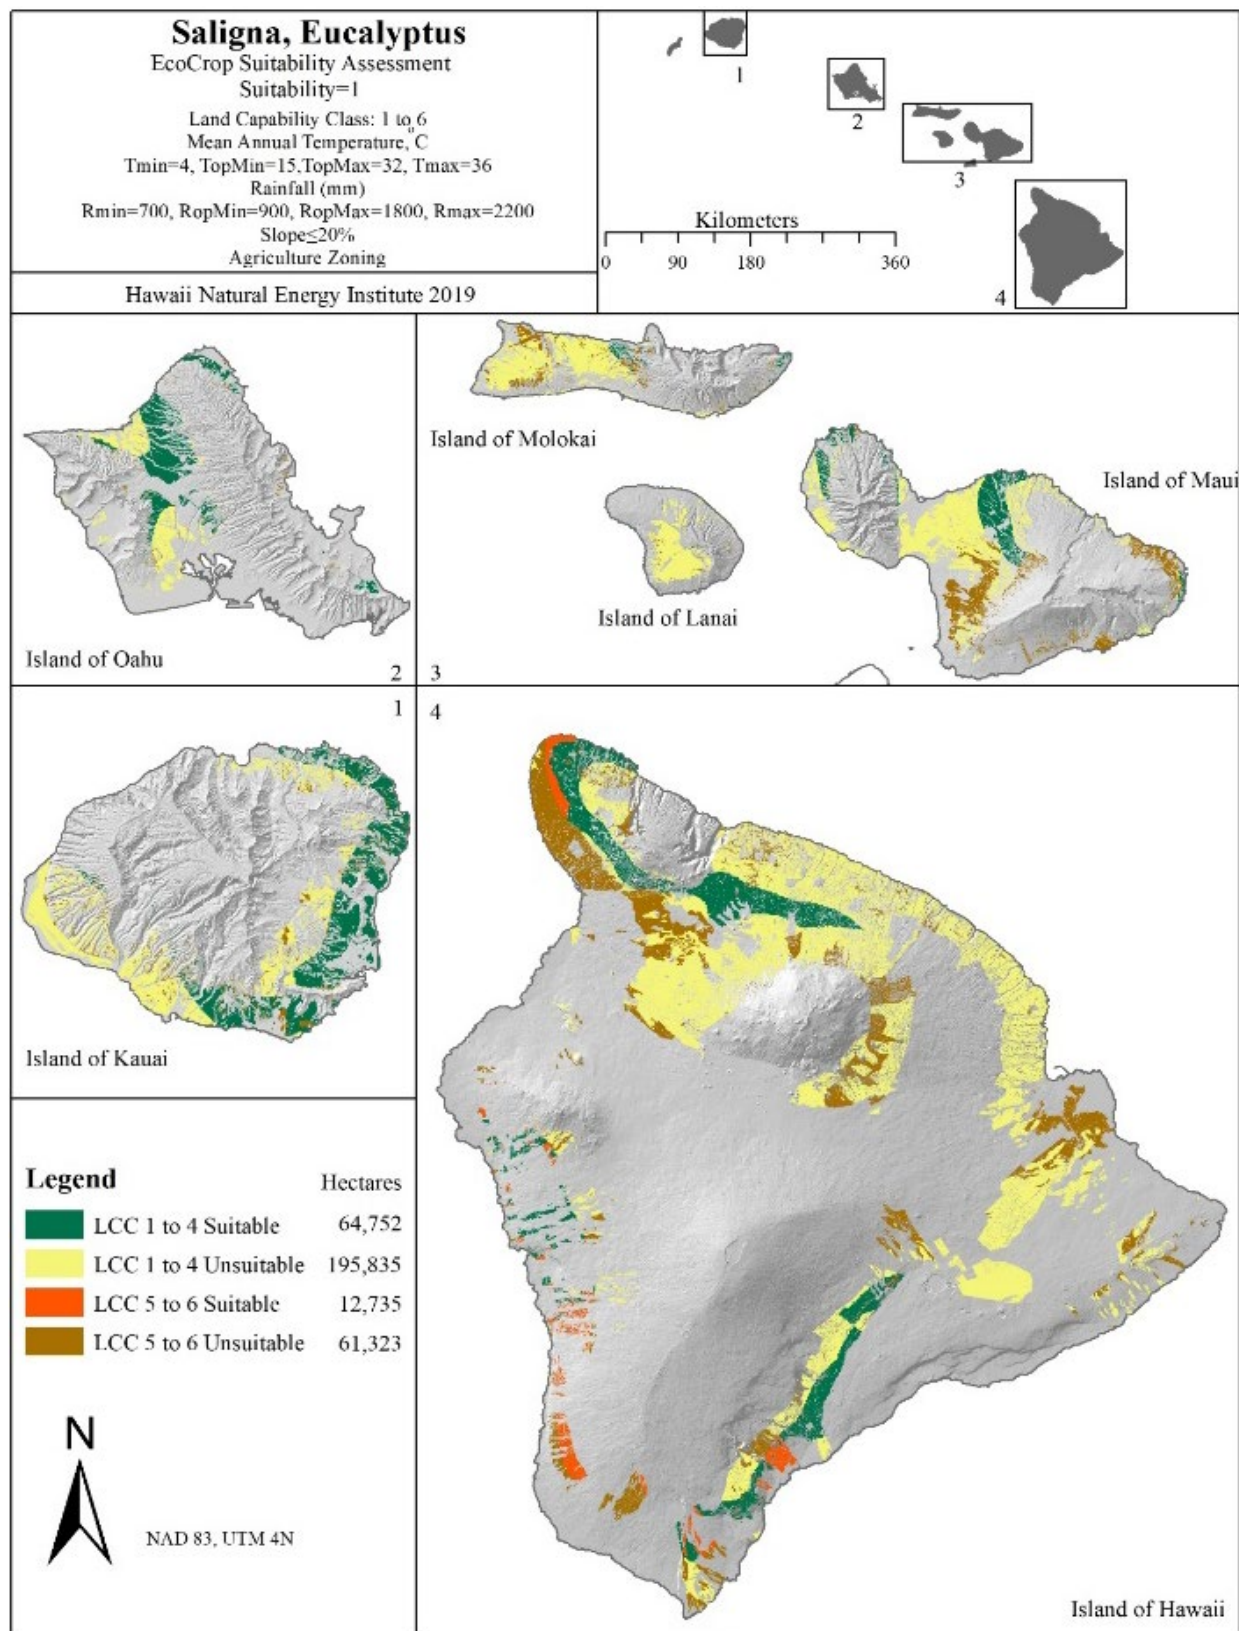 Saligna, Eucalyptus
EcoCrop Suitability Assessment
Suitability=1
Land Capability Class: 1 to 6
Mean Annual Temperature,°C
Tmin=4, TopMin=15,TopMax=32, Tmax=36
Rainfall (mm)
Rmin=700, RopMin=900, RopMax=1800, Rmax=2200
Slope≤20%
Agriculture Zoning
Hawaii Natural Energy Institute 2019
1
2
3
4
Kilometers
0 90 180 360
Island of Oahu
2
Island of Molokai
Island of Maui
Island of Lanai
3
1
Island of Kauai
4
Island of Hawaii
Legend Hectares
LCC 1 to 4 Suitable 64,752
LCC 1 to 4 Unsuitable 195,835
LCC 5 to 6 Suitable 12,735
LCC 5 to 6 Unsuitable 61,323
N
NAD 83, UTM 4N